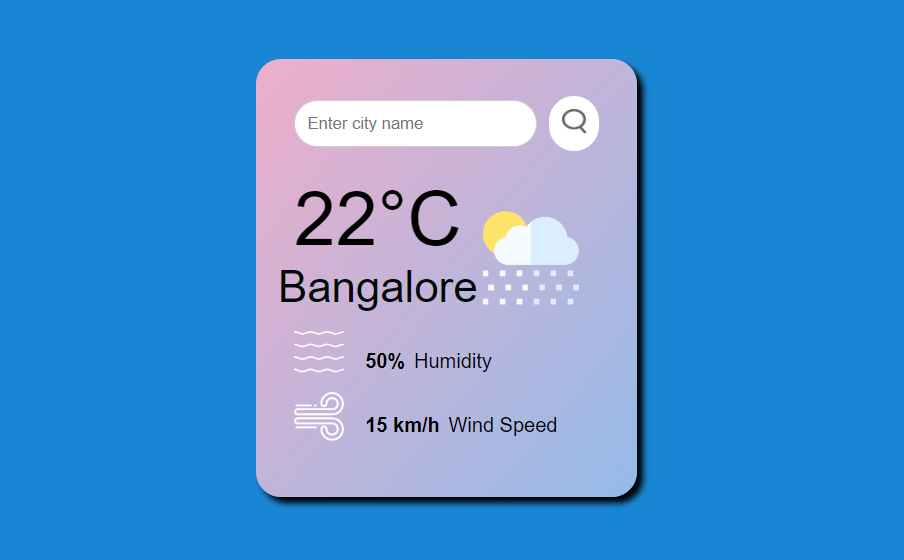 Enter city name
22°C
Bangalore
50% Humidity
15 km/h Wind Speed